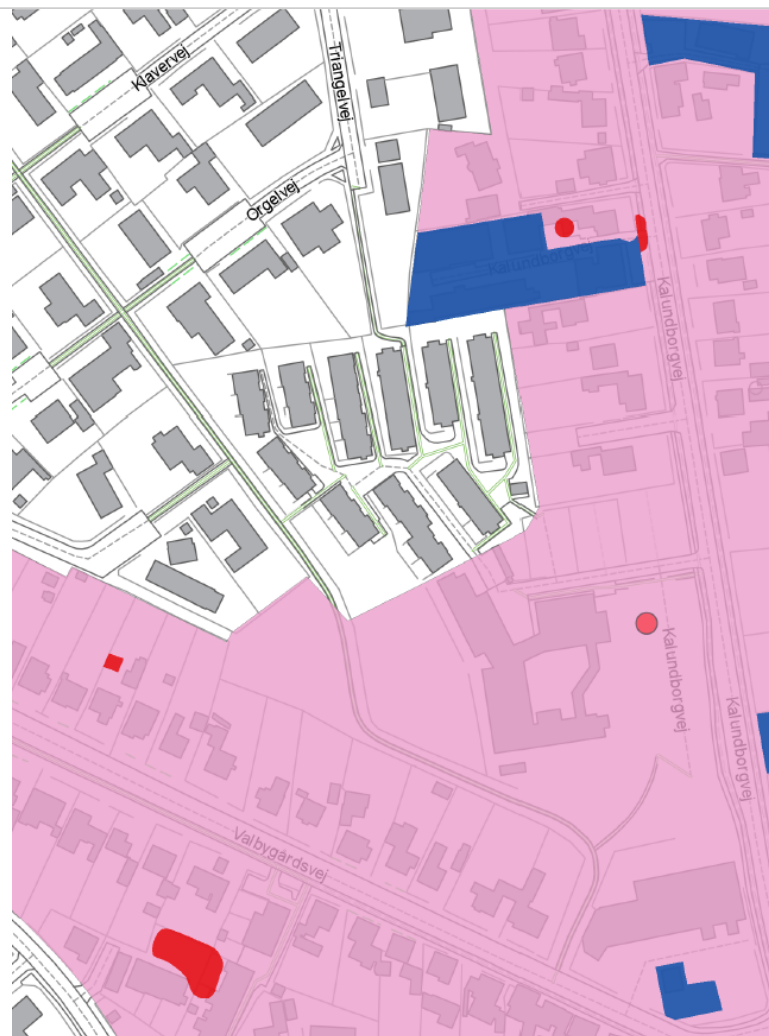 Klavervej
Triangelvej
Orgelvej
Kalundborgvej
Kalundborgvej
Kalundborgvej
Kalundborgvej
Valbygårdsvej